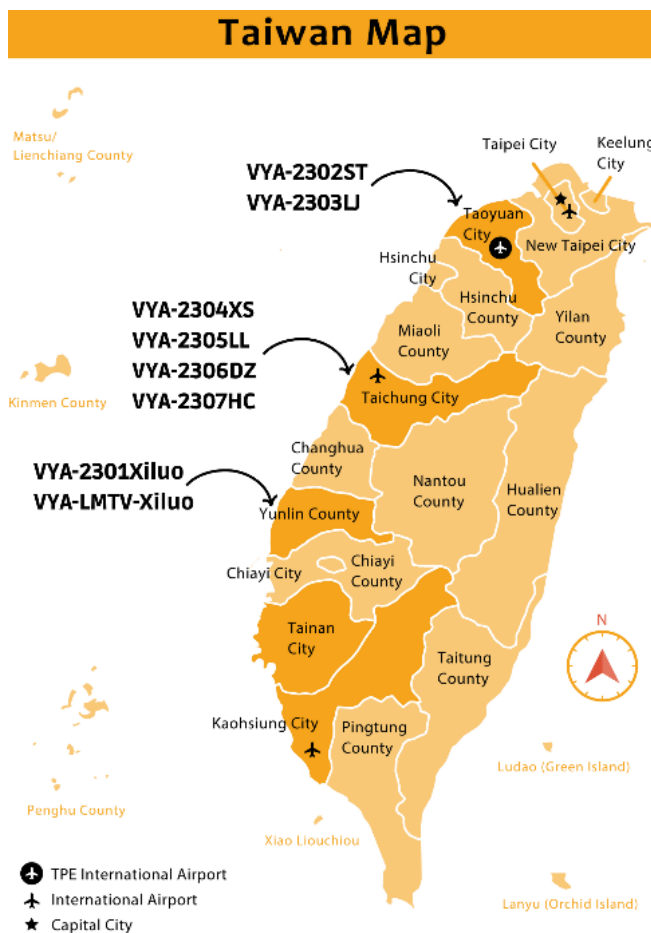 Taiwan Map
Matsu/
Lienchiang County
Taipei City
Keelung
City
VYA-2302ST
VYA-2303LJ
Taoyuan
City
New Taipei City
Hsinchu
City
Hsinchu
County
Yilan
County
Miaoli
County
VYA-2304XS
VYA-2305LL
VYA-2306DZ
VYA-2307HC
Kinmen County
Taichung City
Changhua
County
Nantou
County
Hualien
County
VYA-2301Xiluo
VYA-LMTV-Xiluo
Yunlin County
Chiayi City
Chiayi
County
Tainan
City
N
Taitung
County
Kaohsiung City
Pingtung
County
Ludao (Green Island)
Penghu County
Xiao Liouchiou
Lanyu (Orchid Island)
TPE International Airport
International Airport
Capital City